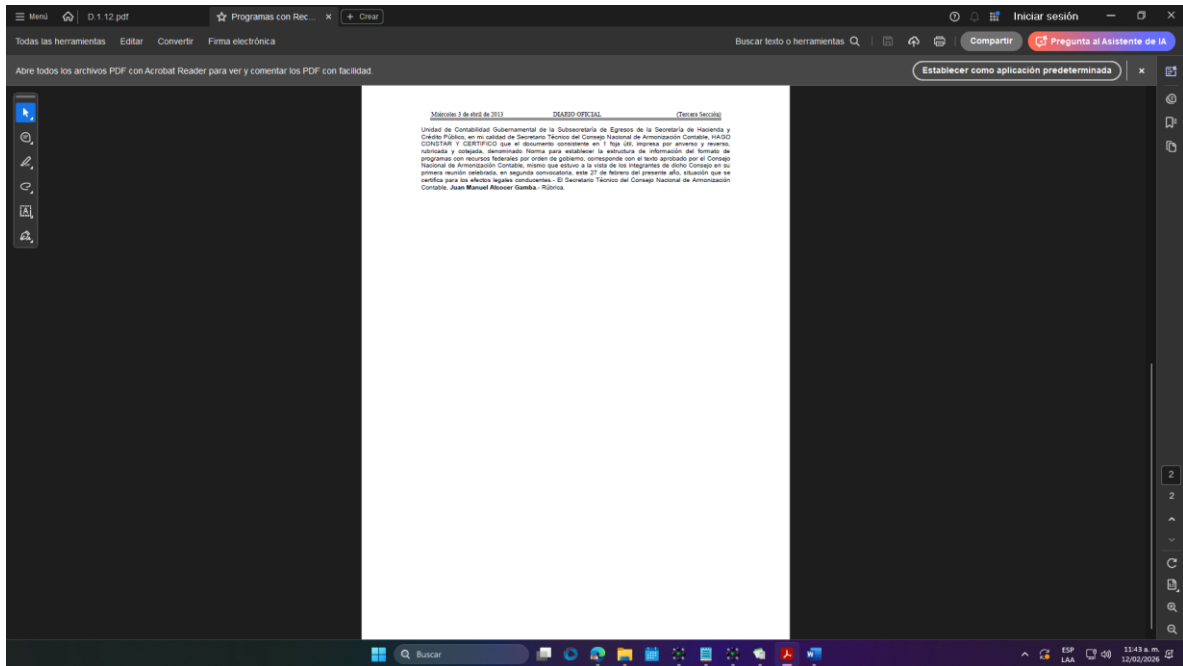 Menú
D.1.12.pdf
Programas con Rec...
+ Crear
Iniciar sesión
Todas las herramientas Editar Convertir Firma electrónica
Buscar texto o herramientas
Compartir
Pregunta al Asistente de IA
Abre todos los archivos PDF con Acrobat Reader para ver y comentar los PDF con facilidad.
Establecer como aplicación predeterminada
Miércoles 3 de abril de 2013 DIARIO OFICIAL (Tercera Sección)
Unidad de Contabilidad Gubernamental de la Subsecretaría de Egresos de la Secretaría de Hacienda y
Crédito Público, en mi calidad de Secretario Técnico del Consejo Nacional de Armonización Contable, HAGO
CONSTAR Y CERTIFICO que el documento consistente en 1 foja útil, impresa por anverso y reverso,
rubricada y cotejada, denominado Norma para establecer la estructura de información del formato de
programas con recursos federales por orden de gobierno, corresponde con el texto aprobado por el Consejo
Nacional de Armonización Contable, mismo que estuvo a la vista de los integrantes de dicho Consejo en su
primera reunión celebrada, en segunda convocatoria, este 27 de febrero del presente año, situación que se
certifica para los efectos legales conducentes.- El Secretario Técnico del Consejo Nacional de Armonización
Contable, Juan Manuel Alcocer Gamba.- Rúbrica.
2
2
Buscar
ESP
LAA
11:43 a. m.
12/02/2026